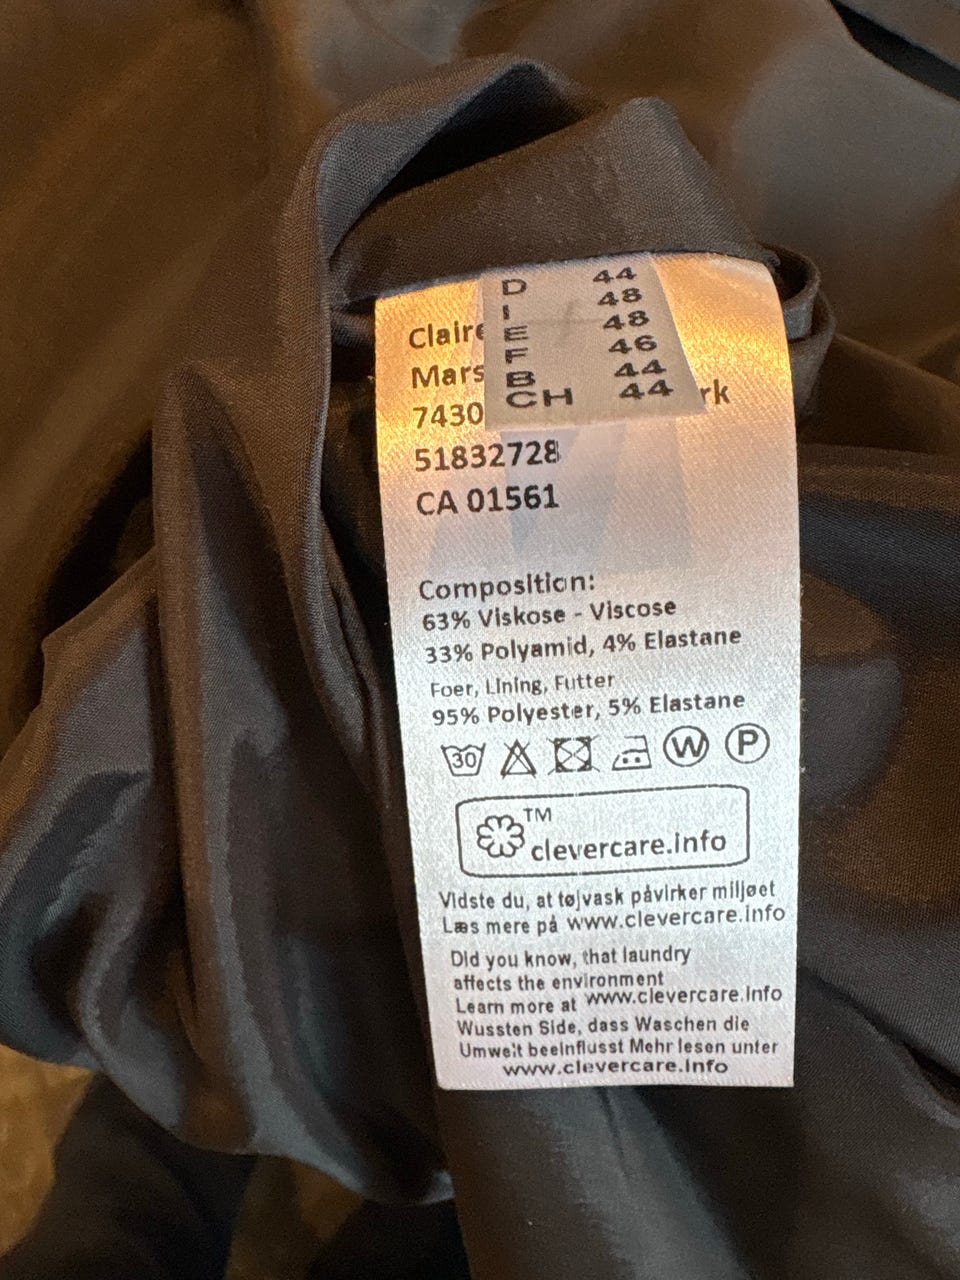 D 44
I 48
E 48
F 46
B 44
CH 44
Claire
Mars
7430 rk
51832728
CA 01561
Composition:
63% Viskose - Viscose
33% Polyamid, 4% Elastane
Foer, Lining, Futter
95% Polyester, 5% Elastane
30 W P
TM
clevercare.info
Vidste du, at tøjvask påvirker miljøet
Læs mere på www.clevercare.info
Did you know, that laundry
affects the environment
Learn more at www.clevercare.info
Wussten Side, dass Waschen die
Umwelt beeinflusst Mehr lesen unter
www.clevercare.info